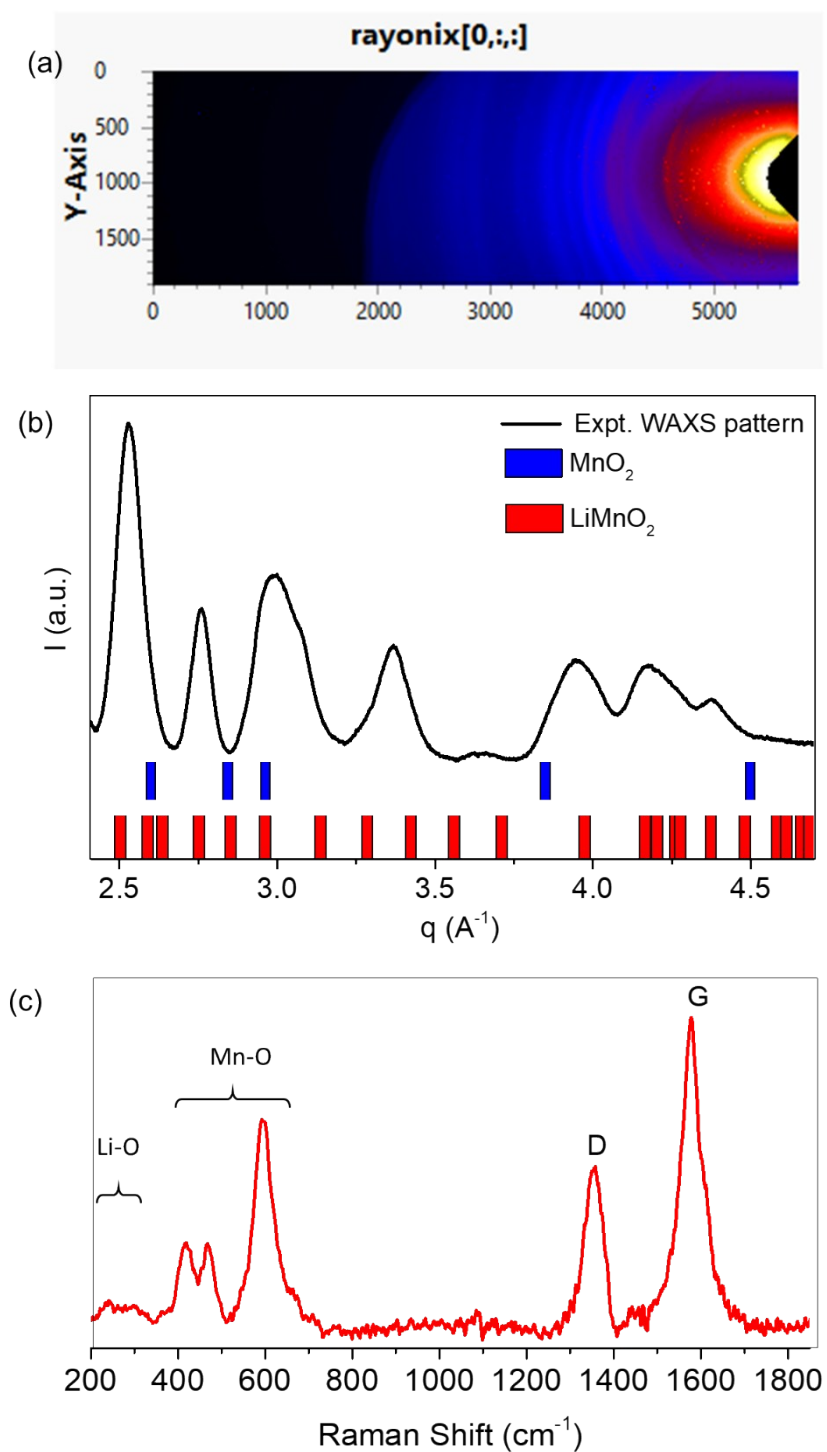 rayonix[0,:,:]
(a)
0
500
1000
1500
Y-Axis
0 1000 2000 3000 4000 5000
(b)
Expt. WAXS pattern
MnO2
LiMnO2
I (a.u.)
2.5 3.0 3.5 4.0 4.5
q (A-1)
(c)
G
Mn-O
D
Li-O
200 400 600 800 1000 1200 1400 1600 1800
Raman Shift (cm-1)